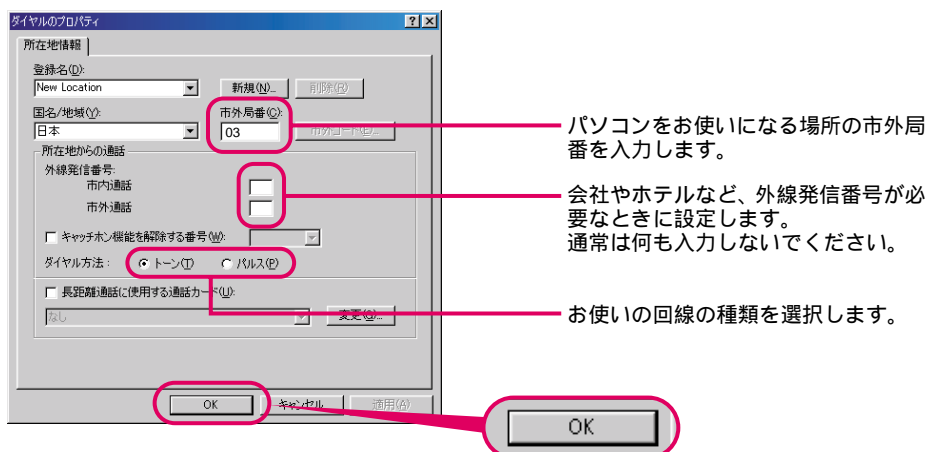 ダイヤルのプロパティ
? ×
所在地情報
登録名(D):
New Location
新規(N)...
削除(R)
国名/地域(Y):
市外局番(C):
日本
03
市外コード(E)...
所在地からの通話
外線発信番号:
市内通話
市外通話
キャッチホン機能を解除する番号(W):
ダイヤル方法：
トーン(T)
パルス(P)
長距離通話に使用する通話カード(U):
なし
変更(G)...
OK
キャンセル
適用(A)
パソコンをお使いになる場所の市外局
番を入力します。
会社やホテルなど、外線発信番号が必
要なときに設定します。
通常は何も入力しないでください。
お使いの回線の種類を選択します。
OK